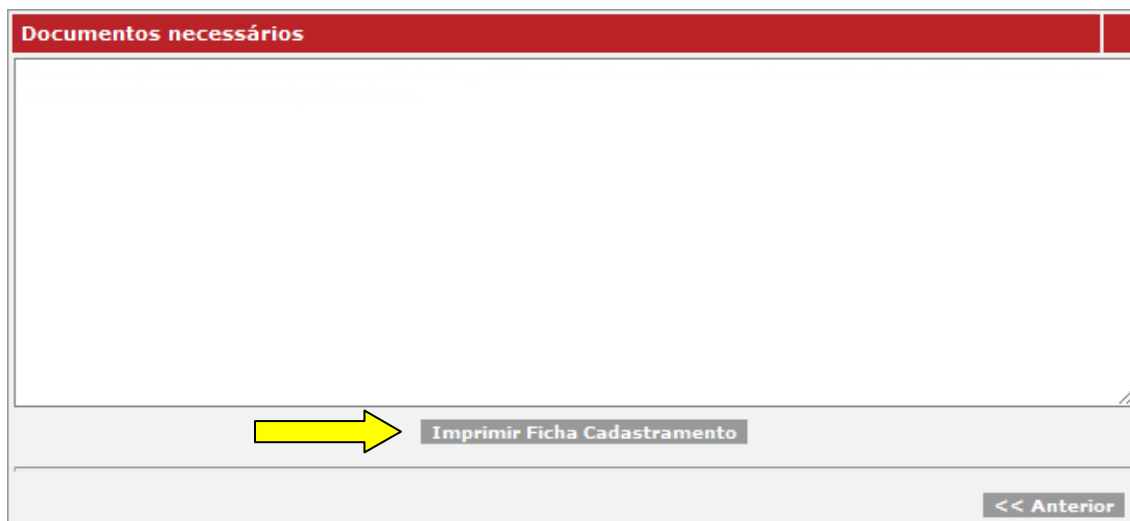 Documentos necessários
Imprimir Ficha Cadastramento
<< Anterior